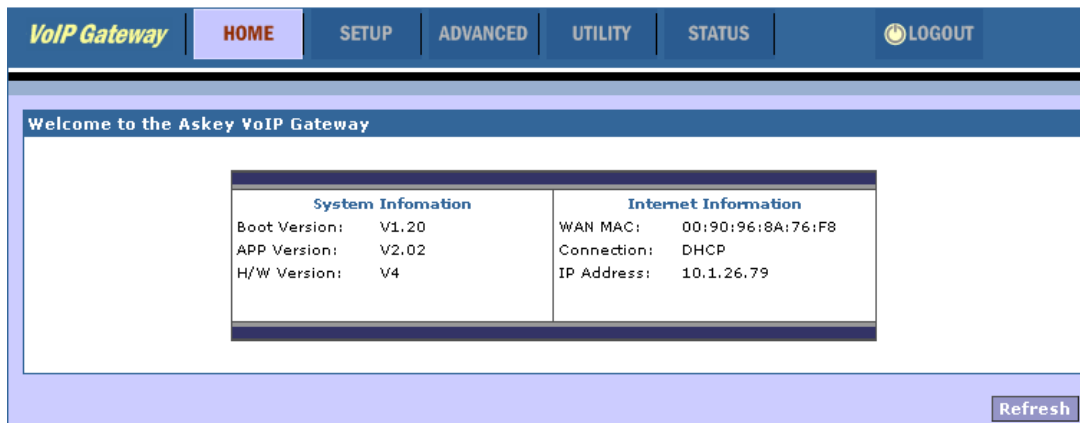 VoIP Gateway HOME SETUP ADVANCED UTILITY STATUS LOGOUT
Welcome to the Askey VoIP Gateway
System Infomation
Boot Version: V1.20
APP Version: V2.02
H/W Version: V4
Internet Information
WAN MAC: 00:90:96:8A:76:F8
Connection: DHCP
IP Address: 10.1.26.79
Refresh